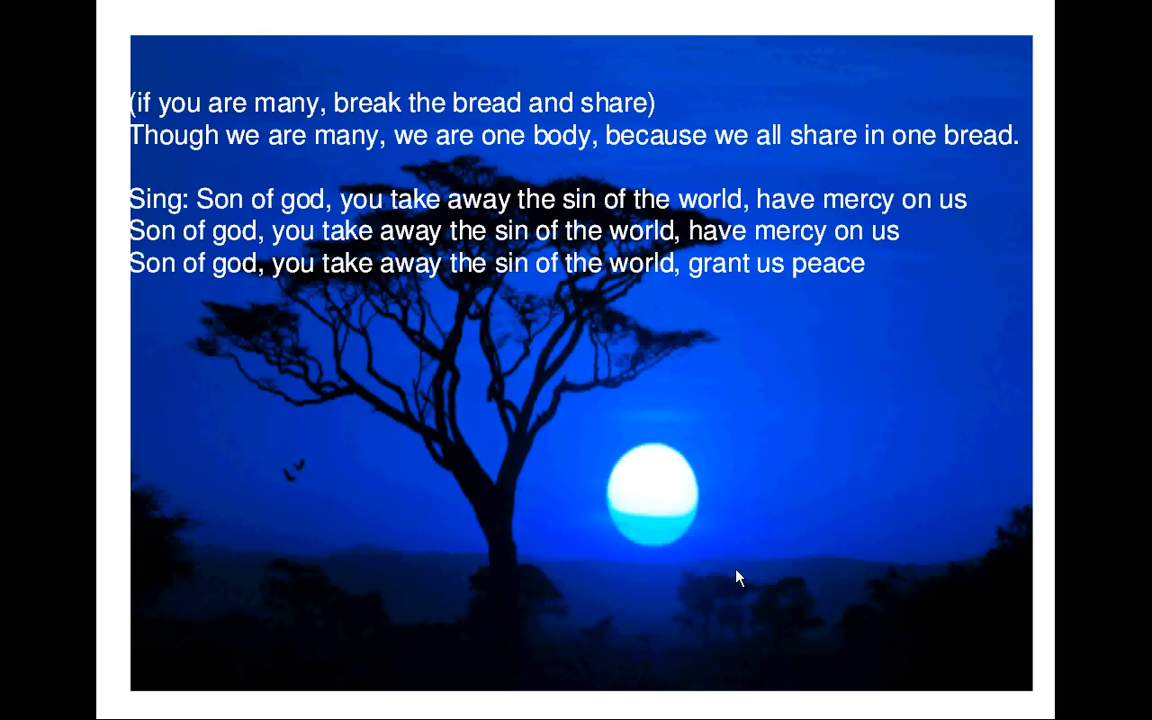 (if you are many, break the bread and share)
Though we are many, we are one body, because we all share in one bread.
Sing: Son of god, you take away the sin of the world, have mercy on us
Son of god, you take away the sin of the world, have mercy on us
Son of god, you take away the sin of the world, grant us peace